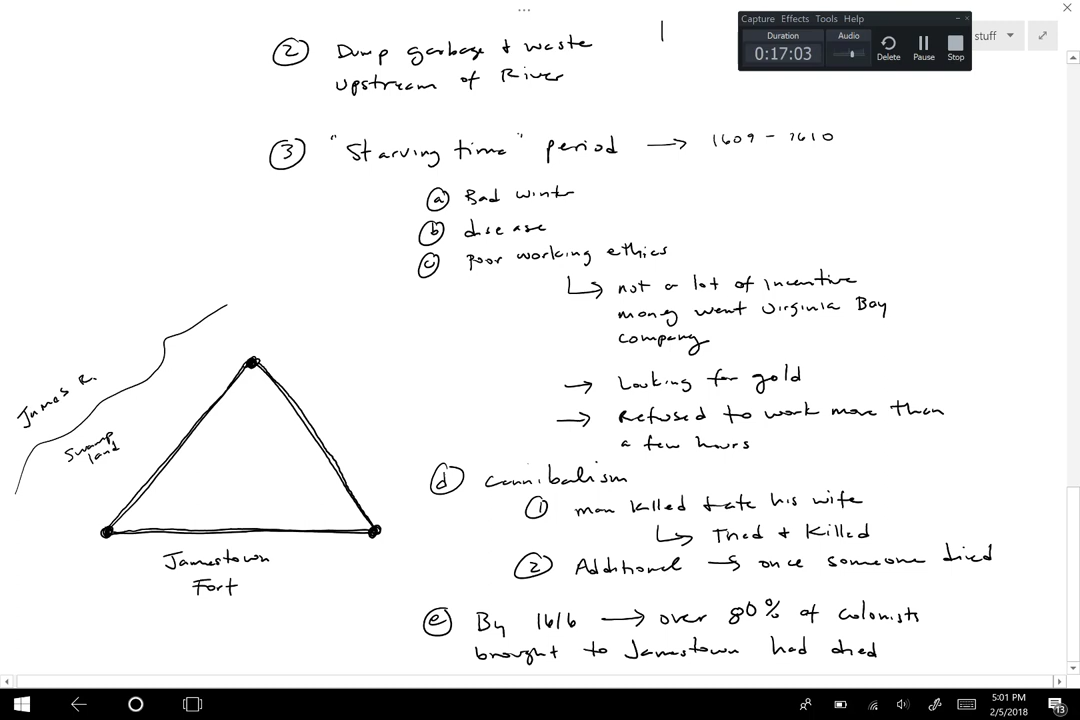 Capture Effects Tools Help
Duration
Audio
0:17:03
Delete
Pause
Stop
stuff
② Dump garbage + waste
upstream of River
③ "Starving time" period → 1609 - 1610
ⓐ Bad winter
ⓑ disease
ⓒ Poor working ethics
↳ not a lot of incentive
money went Virginia Bay
company
→ Looking for gold
→ Refused to work more than
a few hours
ⓓ cannibalism
① man killed + ate his wife
↳ Tried + killed
② Additional → once someone died
ⓔ By 1616 → over 80% of colonists
brought to Jamestown had died
James R.
Swamp
land
Jamestown
Fort
5:01 PM
2/5/2018
13